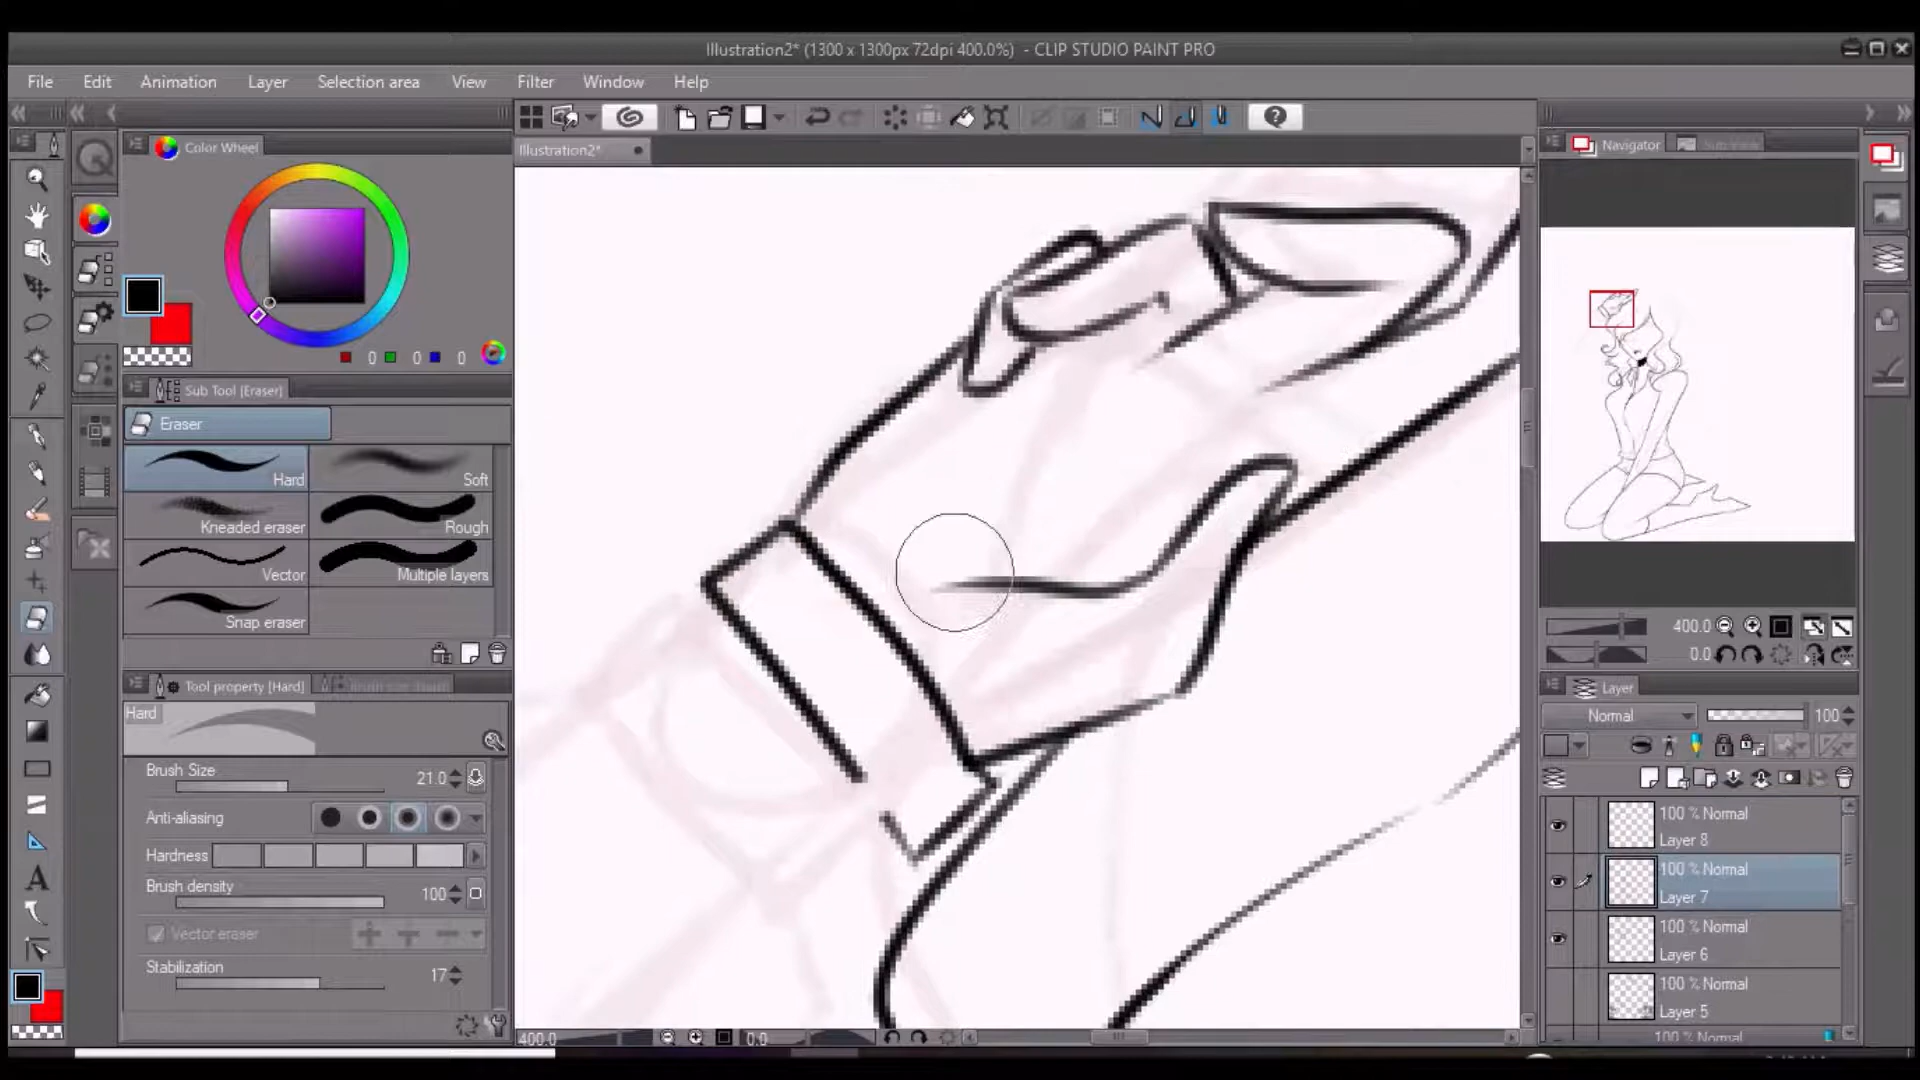 Illustration2* (1300 x 1300px 72dpi 400.0%) - CLIP STUDIO PAINT PRO
File Edit Animation Layer Selection area View Filter Window Help
Color Wheel
Illustration2*
Navigator
0 0 0
Sub Tool [Eraser]
Eraser
Hard
Soft
Kneaded eraser
Rough
Vector
Multiple layers
Snap eraser
Tool property [Hard]
Hard
Brush Size 21.0
Anti-aliasing
Hardness
Brush density 100
Vector eraser
Stabilization 17
400.0 0.0
400.0
0.0
Layer
Normal 100
100 % Normal
Layer 8
100 % Normal
Layer 7
100 % Normal
Layer 6
100 % Normal
Layer 5
100 % Normal